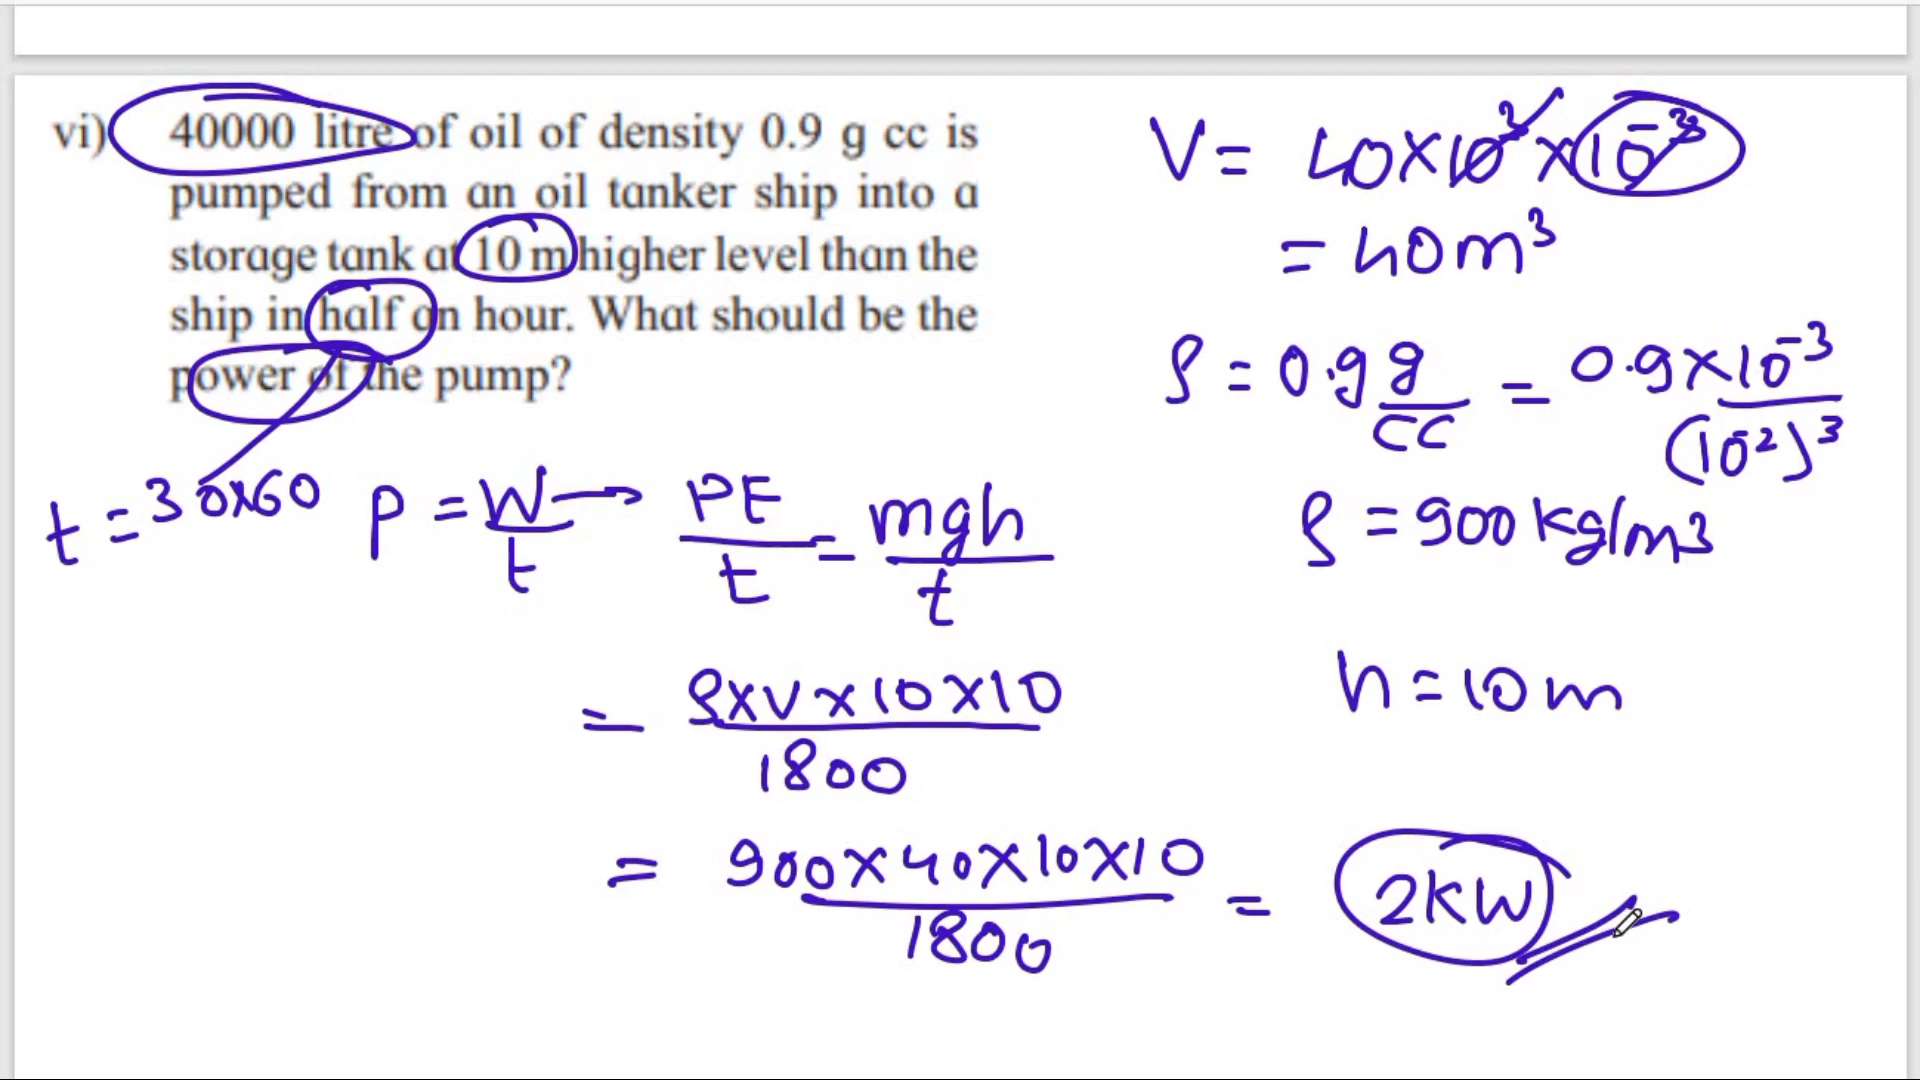 vi) 40000 litre of oil of density 0.9 g cc is
pumped from an oil tanker ship into a
storage tank at 10 m higher level than the
ship in half an hour. What should be the
power of the pump?
V = 40×10³×10⁻³
= 40m³
ρ = 0.9 g/cc = 0.9×10⁻³/(10⁻²)³
t = 30×60 P = W/t → PE/t = mgh/t
ρ = 900 kg/m³
= ρ×V×10×10/1800
h = 10 m
= 900×40×10×10/1800 = 2KW